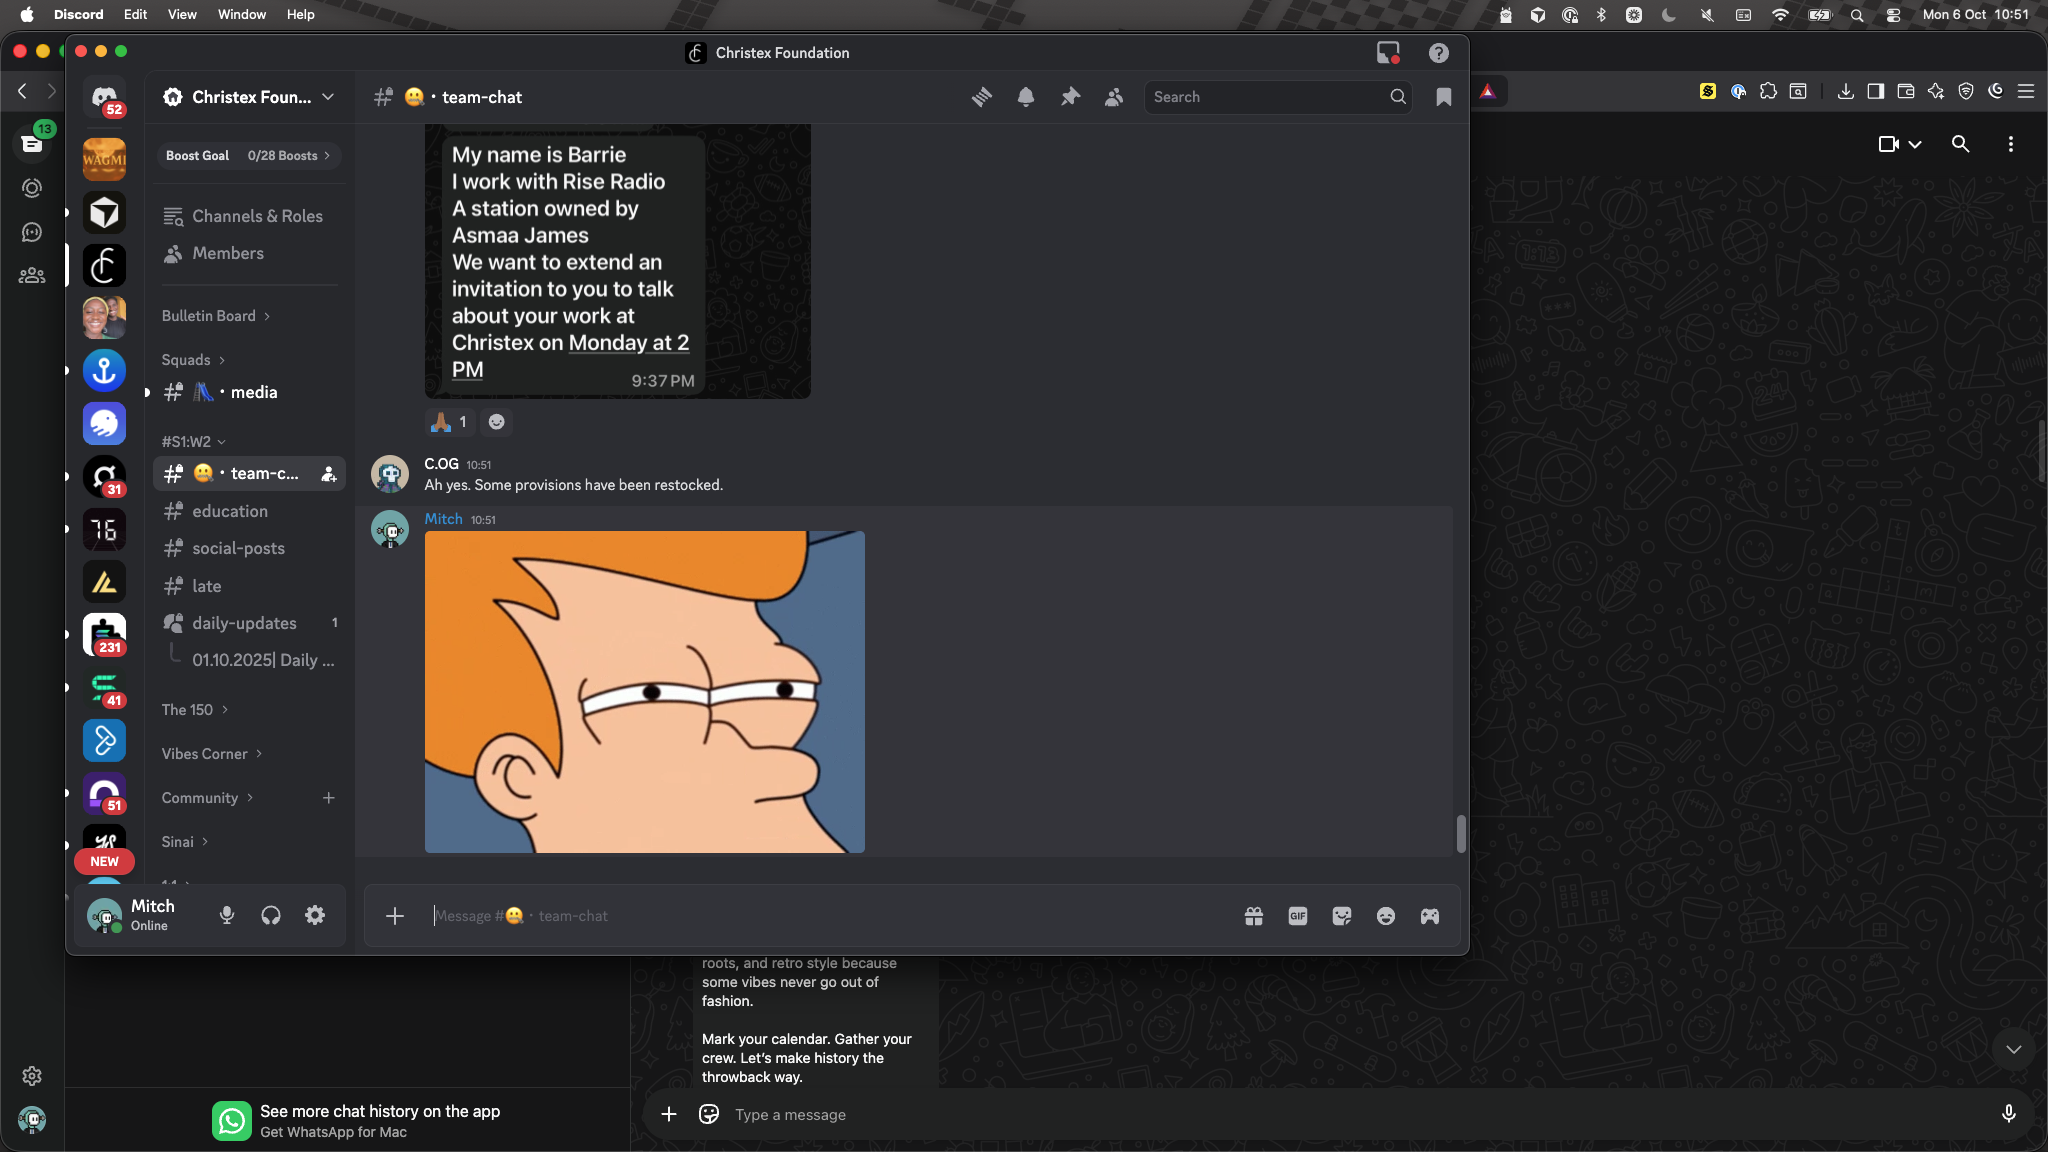 Discord Edit View Window Help
Mon 6 Oct 10:51
Christex Foundation
52
Christex Foun...
team-chat
Search
13
WAGMI
Boost Goal 0/28 Boosts
Channels & Roles
Members
Bulletin Board
Squads
media
#S1:W2
team-c...
education
social-posts
late
daily-updates 1
01.10.2025| Daily ...
The 150
Vibes Corner
Community
Sinai
31
76
231
41
51
NEW
Mitch
Online
My name is Barrie
I work with Rise Radio
A station owned by
Asmaa James
We want to extend an
invitation to you to talk
about your work at
Christex on Monday at 2
PM
9:37 PM
1
C.OG 10:51
Ah yes. Some provisions have been restocked.
Mitch 10:51
Message # team-chat
GIF
roots, and retro style because
some vibes never go out of
fashion.
Mark your calendar. Gather your
crew. Let's make history the
throwback way.
See more chat history on the app
Get WhatsApp for Mac
Type a message